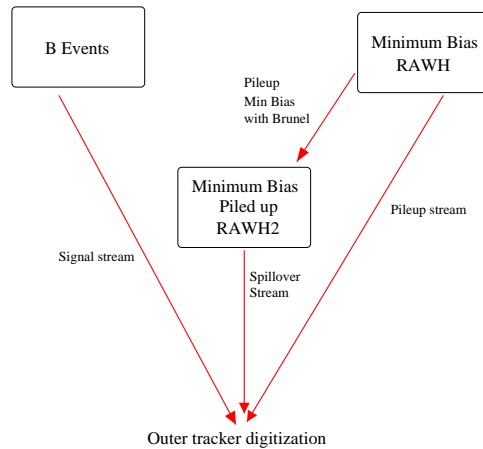 B Events
Minimum Bias
RAWH
Pileup
Min Bias
with Brunel
Minimum Bias
Piled up
RAWH2
Pileup stream
Signal stream
Spillover
Stream
Outer tracker digitization